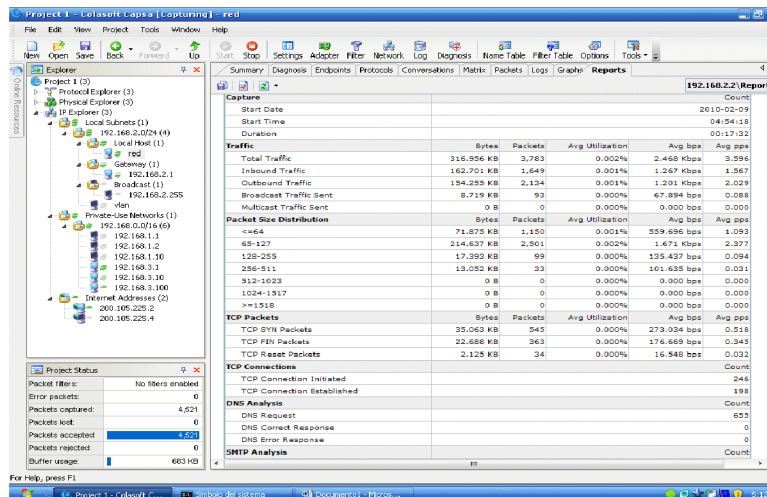 Project 1 - Colasoft Capsa [Capturing] - red
File Edit View Project Tools Window Help
New Open Save Back Forward Up Start Stop Settings Adapter Filter Network Log Diagnosis Name Table Filter Table Options Tools
Online Resources
Explorer
Project 1 (3)
Protocol Explorer (3)
Physical Explorer (3)
IP Explorer (3)
Local Subnets (1)
192.168.2.0/24 (4)
Local Host (1)
red
Gateway (1)
192.168.2.1
Broadcast (1)
192.168.2.255
vlan
Private-Use Networks (1)
192.168.0.0/16 (6)
192.168.1.1
192.168.1.2
192.168.1.10
192.168.3.1
192.168.3.10
192.168.3.100
Internet Addresses (2)
200.105.225.2
200.105.225.4
Project Status
Packet filters: No filters enabled
Error packets: 0
Packets captured: 4,521
Packets lost: 0
Packets accepted: 4,521
Packets rejected: 0
Buffer usage: 683 KB
Summary Diagnosis Endpoints Protocols Conversations Matrix Packets Logs Graphs Reports
192.168.2.2\Report
Capture Count
Start Date 2010-02-09
Start Time 04:54:18
Duration 00:17:32
Traffic Bytes Packets Avg Utilization Avg bps Avg pps
Total Traffic 316.956 KB 3,783 0.002% 2.468 Kbps 3.596
Inbound Traffic 162.701 KB 1,649 0.001% 1.267 Kbps 1.567
Outbound Traffic 154.255 KB 2,134 0.001% 1.201 Kbps 2.029
Broadcast Traffic Sent 8.719 KB 93 0.000% 67.894 bps 0.088
Multicast Traffic Sent 0 B 0 0.000% 0.000 bps 0.000
Packet Size Distribution Bytes Packets Avg Utilization Avg bps Avg pps
<=64 71.875 KB 1,150 0.001% 559.696 bps 1.093
65-127 214.637 KB 2,501 0.002% 1.671 Kbps 2.377
128-255 17.393 KB 99 0.000% 135.437 bps 0.094
256-511 13.052 KB 33 0.000% 101.635 bps 0.031
512-1023 0 B 0 0.000% 0.000 bps 0.000
1024-1517 0 B 0 0.000% 0.000 bps 0.000
>=1518 0 B 0 0.000% 0.000 bps 0.000
TCP Packets Bytes Packets Avg Utilization Avg bps Avg pps
TCP SYN Packets 35.063 KB 545 0.000% 273.034 bps 0.518
TCP FIN Packets 22.688 KB 363 0.000% 176.669 bps 0.345
TCP Reset Packets 2.125 KB 34 0.000% 16.548 bps 0.032
TCP Connections Count
TCP Connection Initiated 246
TCP Connection Established 198
DNS Analysis Count
DNS Request 655
DNS Correct Response 0
DNS Error Response 0
SMTP Analysis Count
For Help, press F1
Project 1 - Colasoft C... Símbolo del sistema Documento1 - Micros...